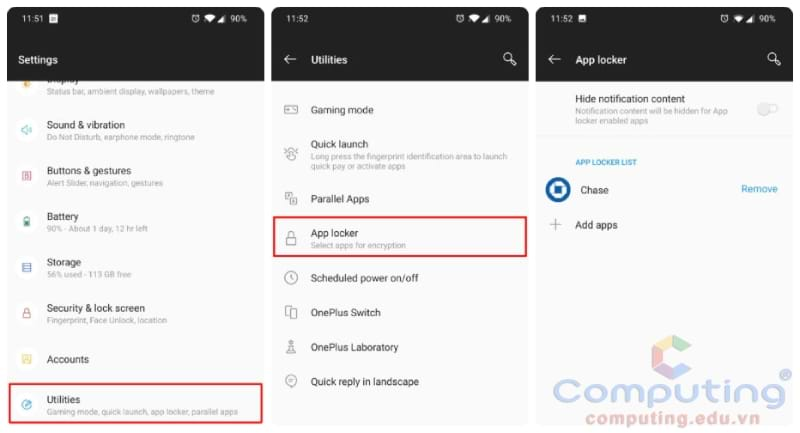 11:51
90%
Settings
Display
Status bar, ambient display, wallpapers, theme
Sound & vibration
Do Not Disturb, earphone mode, ringtone
Buttons & gestures
Alert Slider, navigation, gestures
Battery
90% - About 1 day, 12 hr left
Storage
56% used - 113 GB free
Security & lock screen
Fingerprint, Face Unlock, location
Accounts
Utilities
Gaming mode, quick launch, app locker, parallel apps
11:52
90%
Utilities
Gaming mode
Quick launch
Long press the fingerprint identification area to launch
quick pay or activate apps
Parallel Apps
App locker
Select apps for encryption
Scheduled power on/off
OnePlus Switch
OnePlus Laboratory
Quick reply in landscape
11:52
90%
App locker
Hide notification content
Notification content will be hidden for App
locker enabled apps
APP LOCKER LIST
Chase Remove
Add apps
Computing®
computing.edu.vn